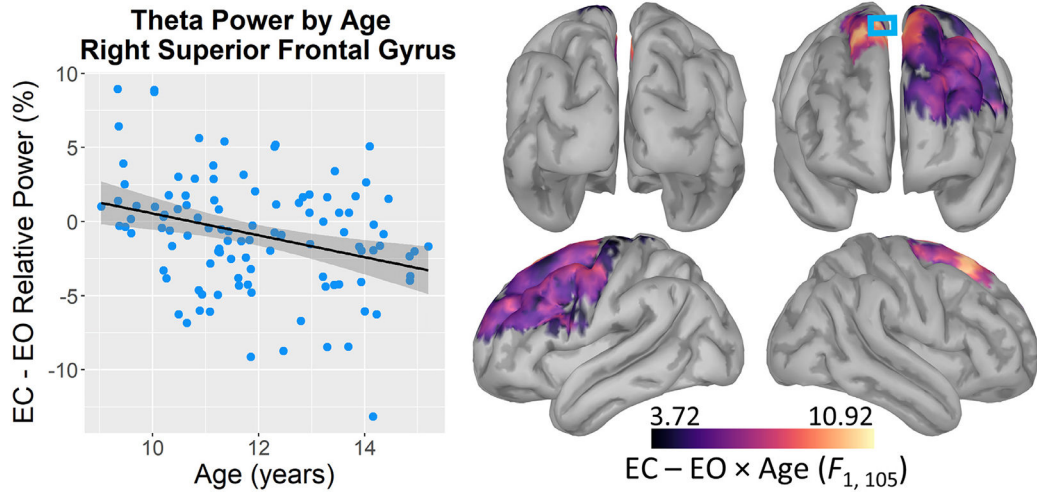 Theta Power by Age
Right Superior Frontal Gyrus
EC - EO Relative Power (%)
10
5
0
-5
-10
10
12
14
Age (years)
3.72
10.92
EC – EO × Age (F1, 105)